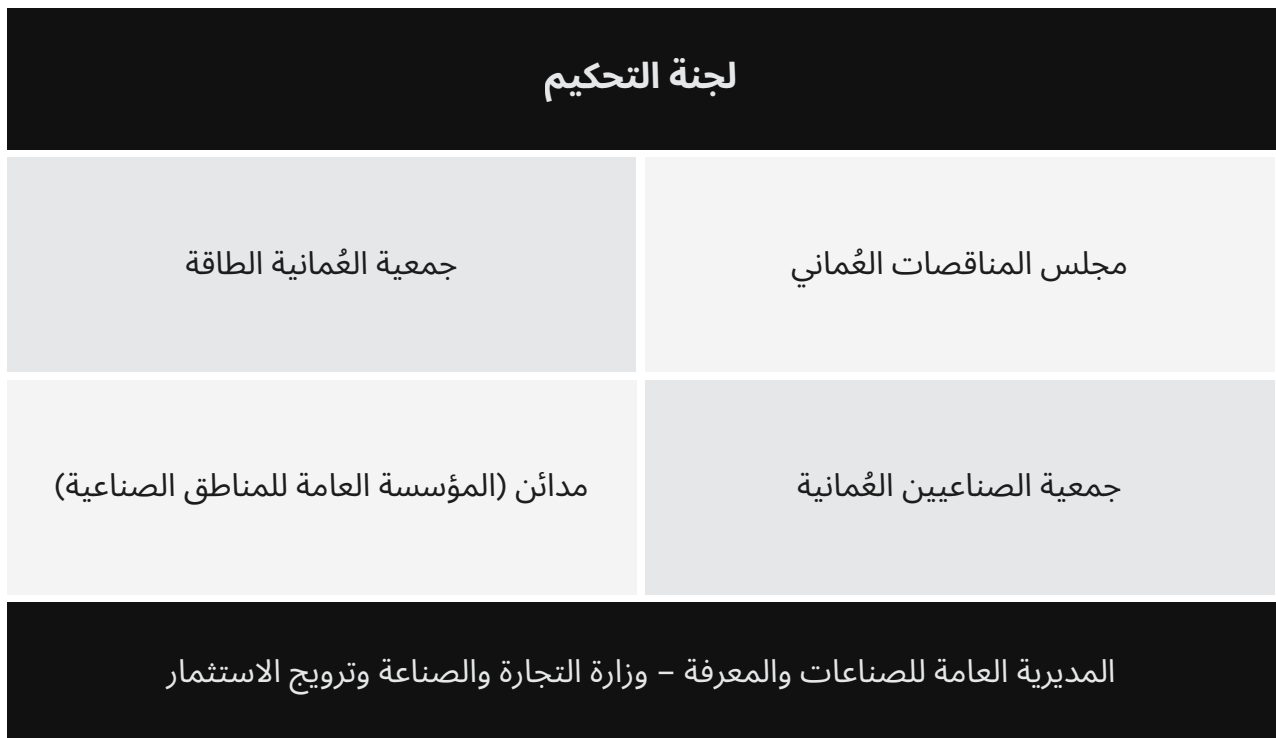 لجنة التحكيم
مجلس المناقصات العُماني
جمعية العُمانية الطاقة
جمعية الصناعيين العُمانية
مدائن (المؤسسة العامة للمناطق الصناعية)
المديرية العامة للصناعات والمعرفة – وزارة التجارة والصناعة وترويج الاستثمار